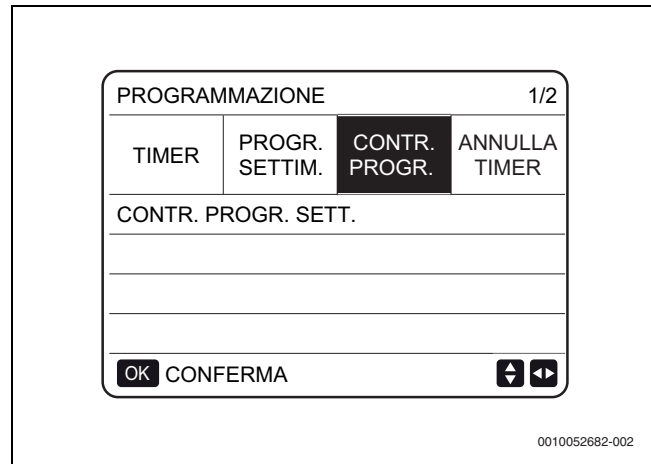 PROGRAMMAZIONE 1/2
TIMER PROGR. SETTIM. CONTR. PROGR. ANNULLA TIMER
CONTR. PROGR. SETT.
OK CONFERMA
0010052682-002